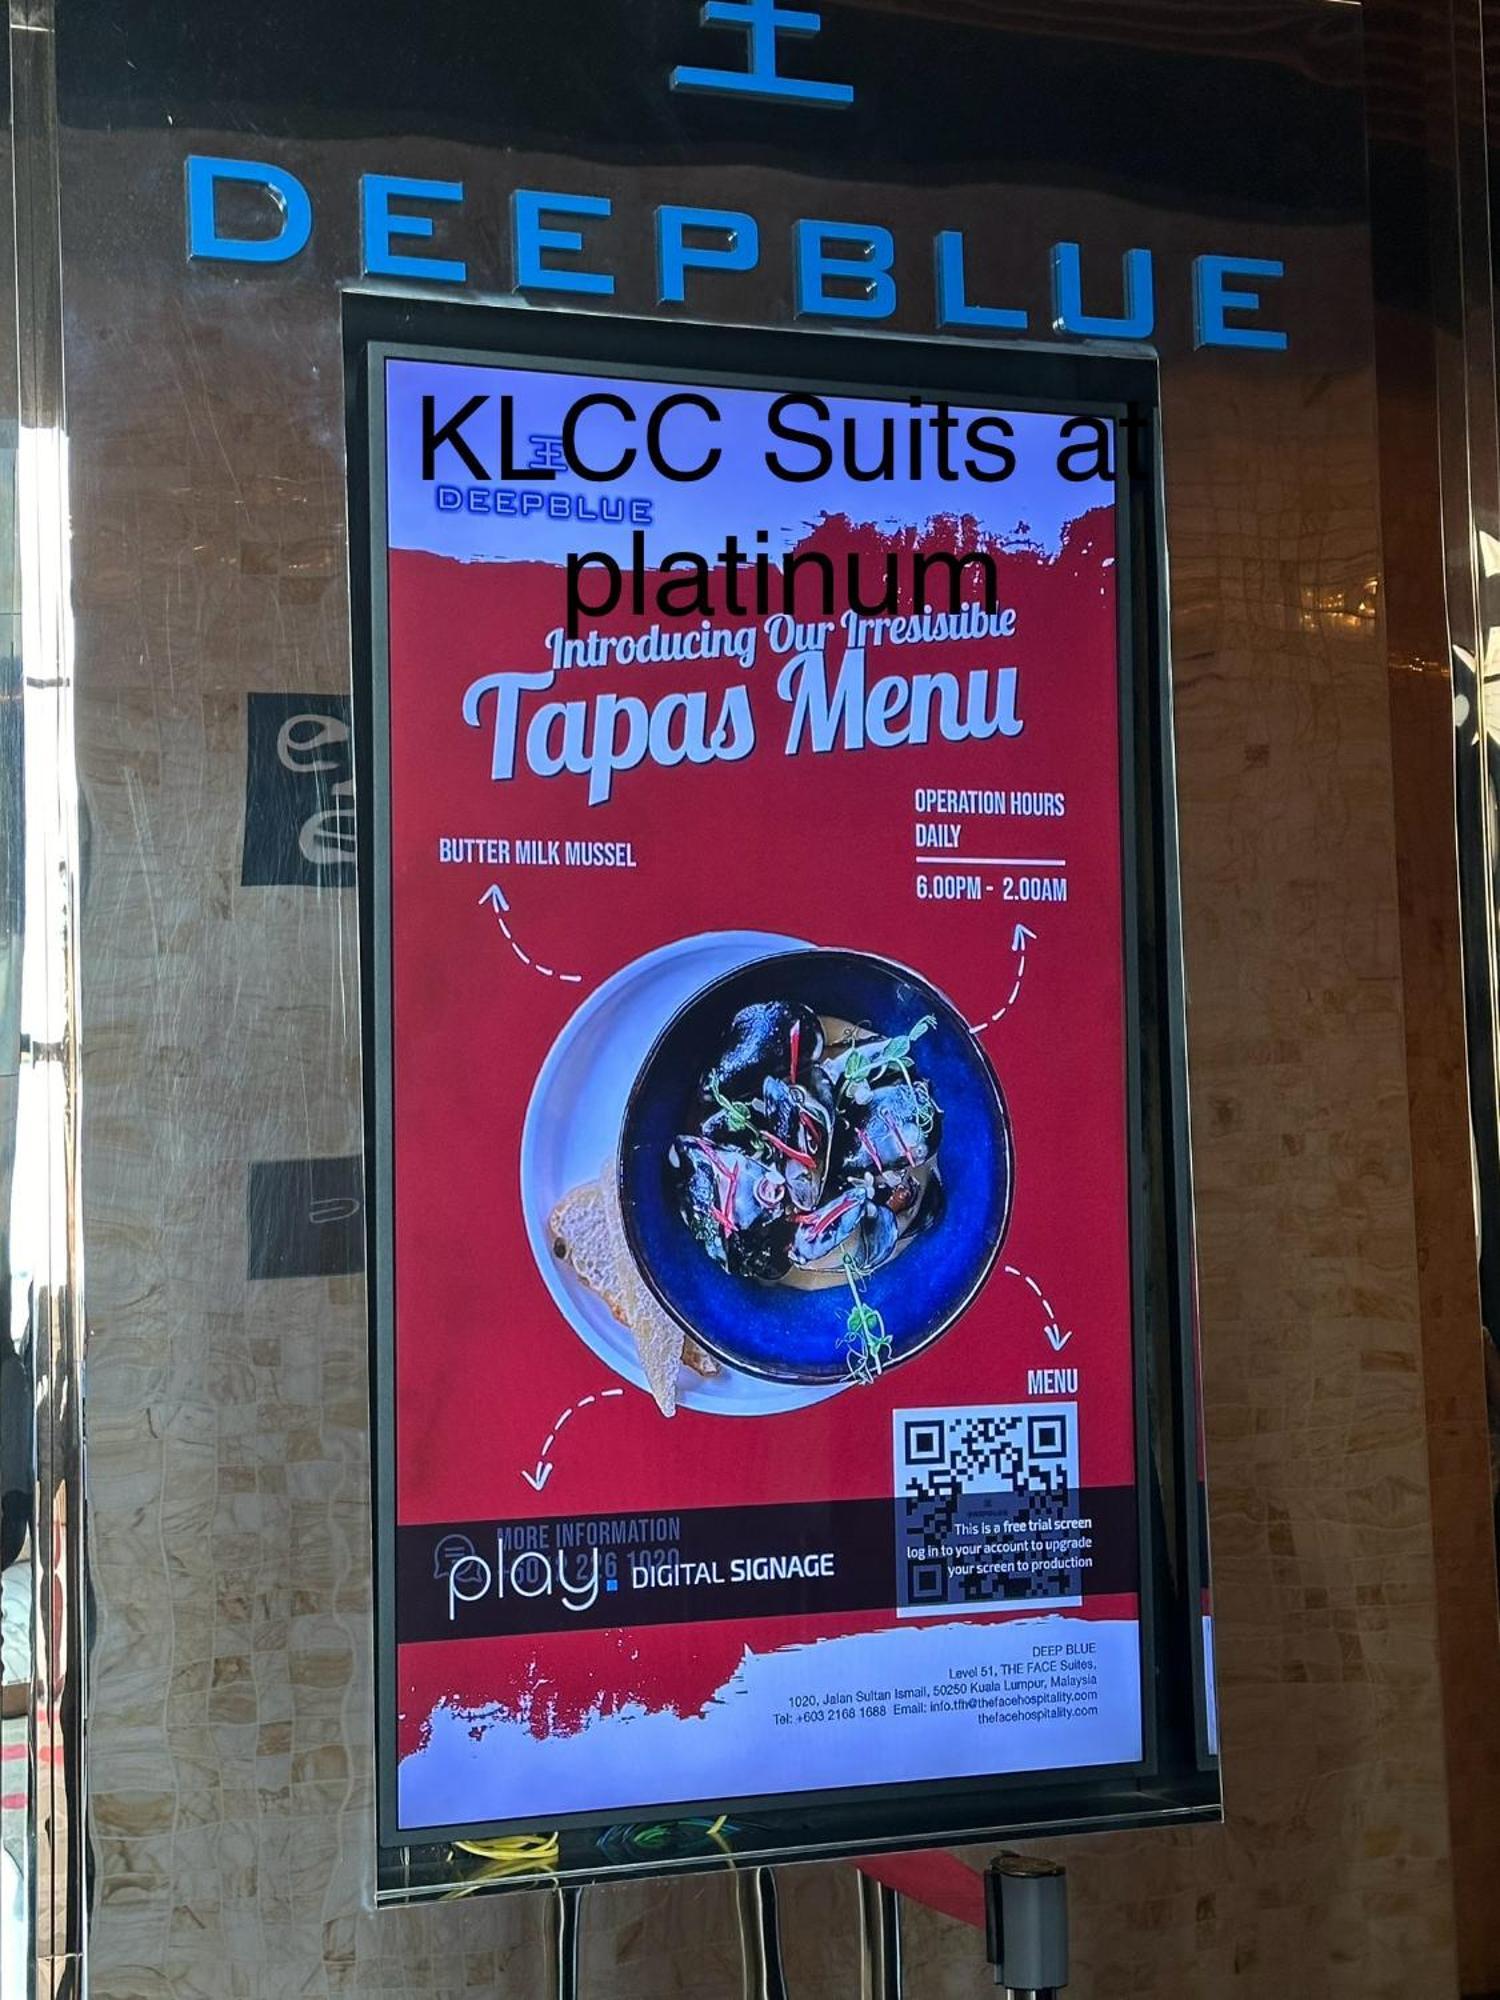 王
DEEPBLUE
KLCC Suits at
platinum
王
DEEPBLUE
Introducing Our Irresistible
Tapas Menu
OPERATION HOURS
DAILY
6.00PM - 2.00AM
BUTTER MILK MUSSEL
MENU
MORE INFORMATION
1020
play. DIGITAL SIGNAGE
This is a free trial screen
log in to your account to upgrade
your screen to production
DEEP BLUE
Level 51, THE FACE Suites,
1020, Jalan Sultan Ismail, 50250 Kuala Lumpur, Malaysia
Tel: +603 2168 1688 Email: info.tfh@thefacehospitality.com
thefacehospitality.com